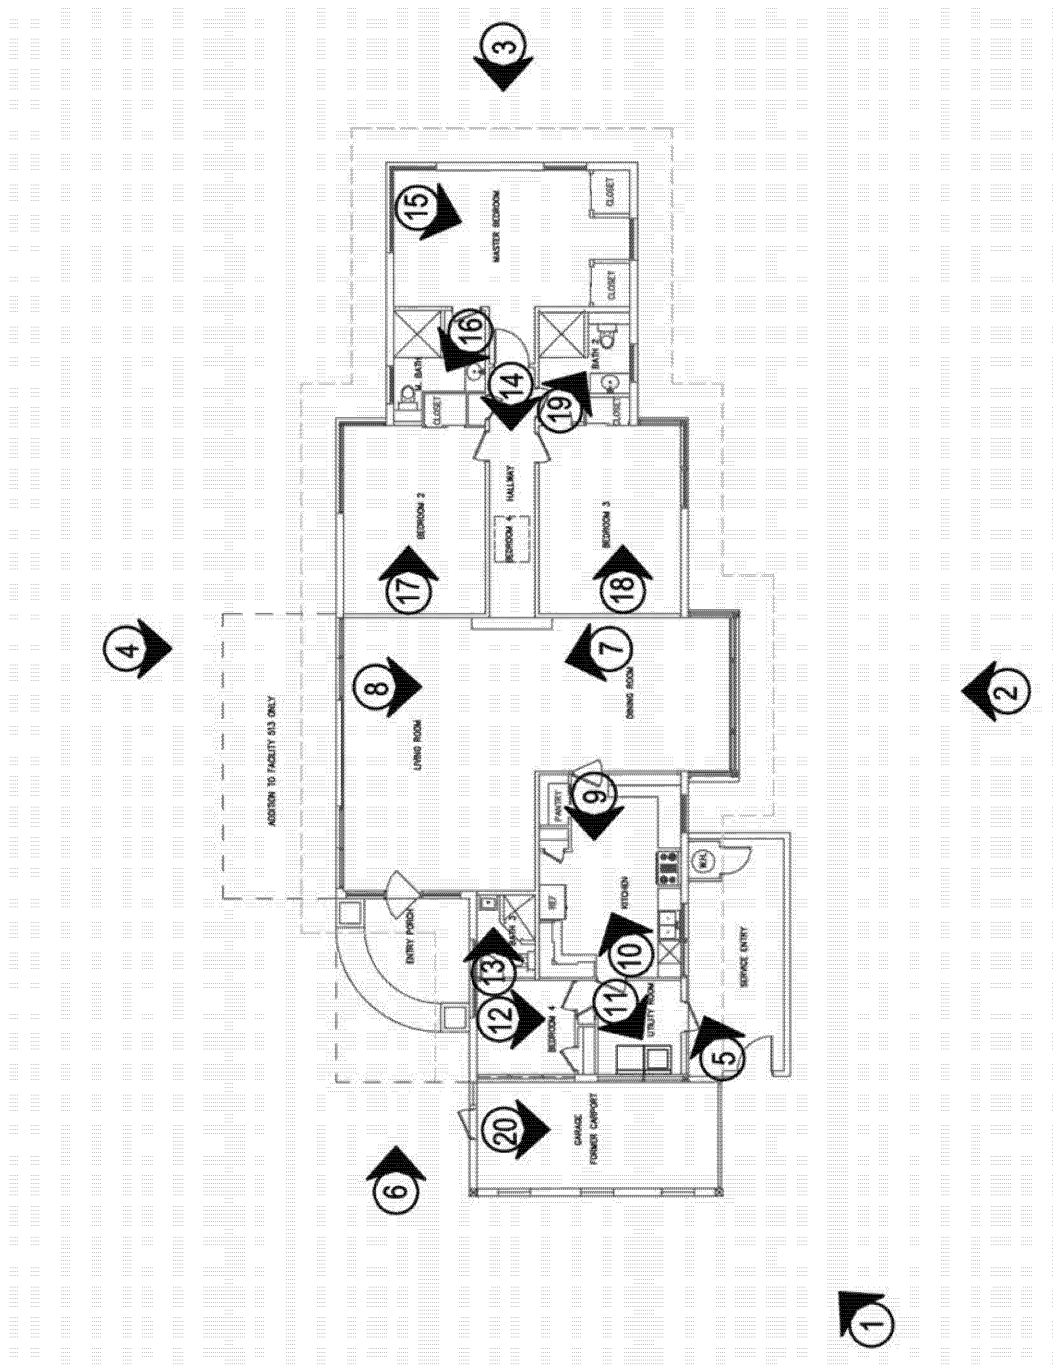 3
15
MASTER BEDROOM
CLOSET
CLOSET
16
M. BATH
BATH 2
14
19
CLOSET
CLOSET
HALLWAY
BEDROOM 2
BEDROOM 4
BEDROOM 3
17
18
4
8
7
2
DINING ROOM
LIVING ROOM
ADDITION TO FACILITY 513 ONLY
9
PANTRY
W.H.
KITCHEN
REF
ENTRY PORCH
BATH 3
SERVICE ENTRY
10
13
11
UTILITY ROOM
12
BEDROOM 4
5
20
GARAGE
FORMER CARPORT
6
1